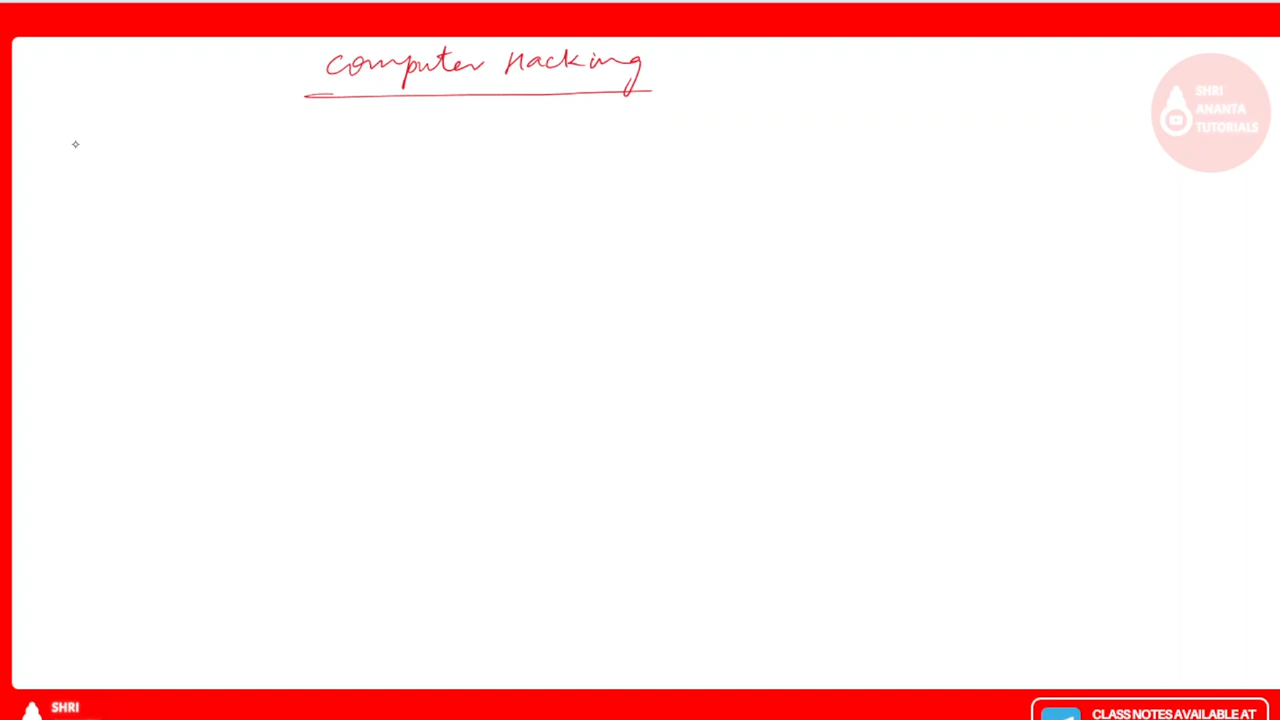 computer Hacking
SHRI
ANANTA
TUTORIALS
SHRI
CLASS NOTES AVAILABLE AT